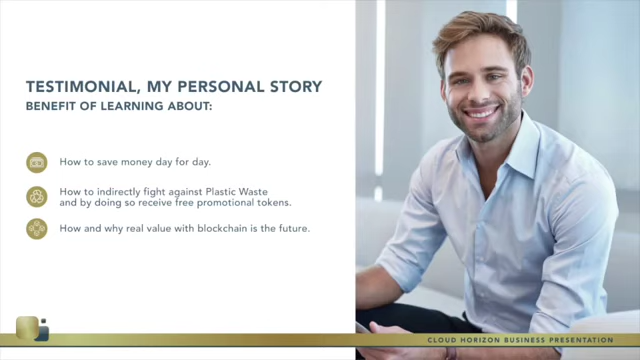 TESTIMONIAL, MY PERSONAL STORY
BENEFIT OF LEARNING ABOUT:
How to save money day for day.
How to indirectly fight against Plastic Waste
and by doing so receive free promotional tokens.
How and why real value with blockchain is the future.
CLOUD HORIZON BUSINESS PRESENTATION